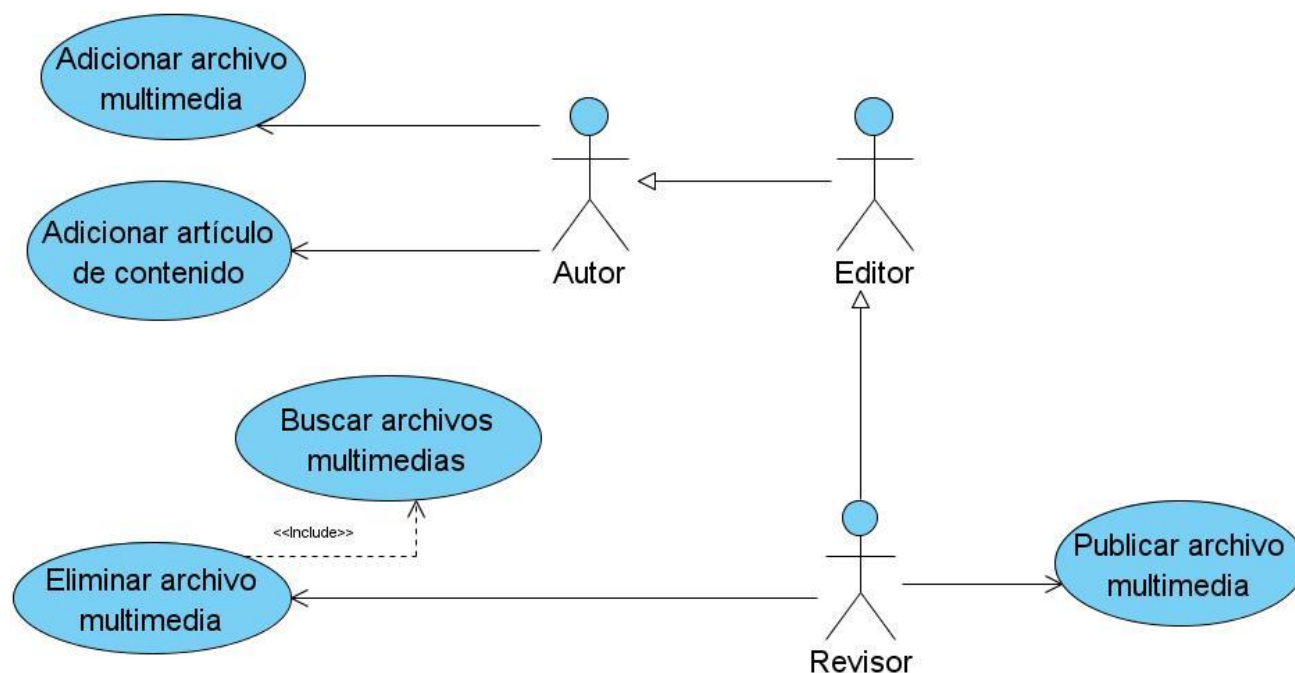 Adicionar archivo
multimedia
Adicionar artículo
de contenido
Autor
Editor
Buscar archivos
multimedias
<<Include>>
Eliminar archivo
multimedia
Publicar archivo
multimedia
Revisor